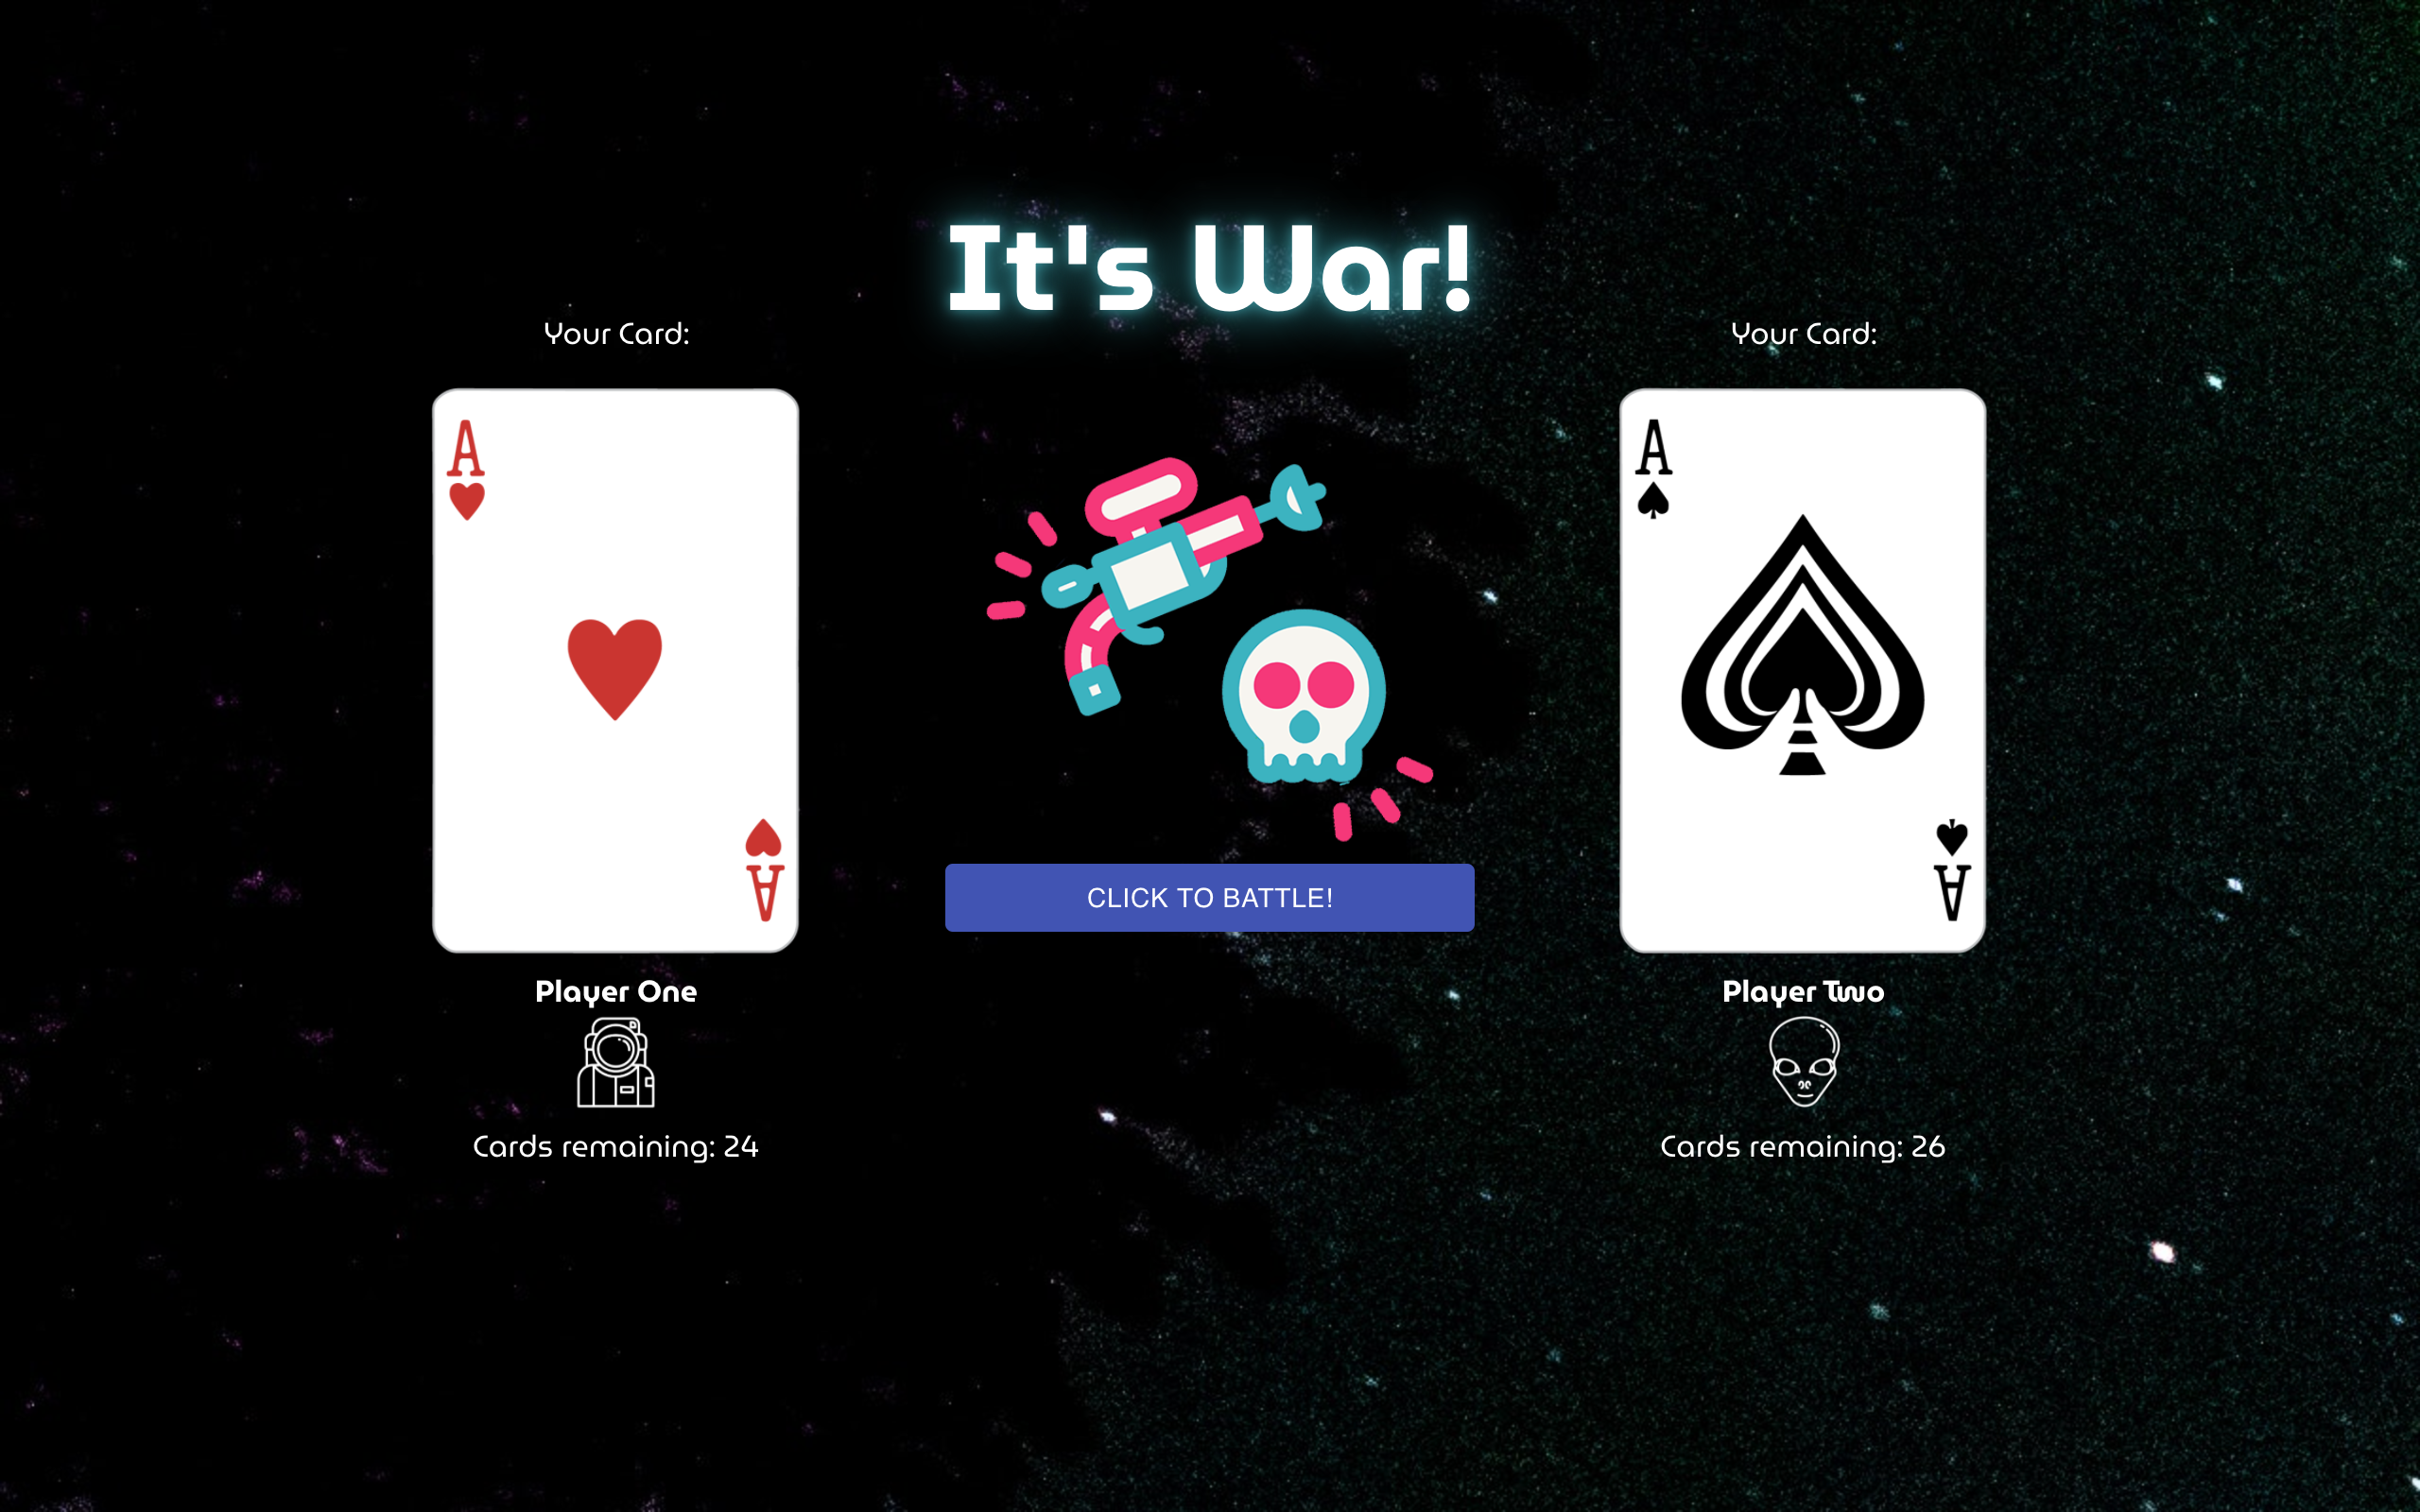 It's War!
Your Card:
A
A
Player One
Cards remaining: 24
CLICK TO BATTLE!
Your Card:
A
A
Player Two
Cards remaining: 26